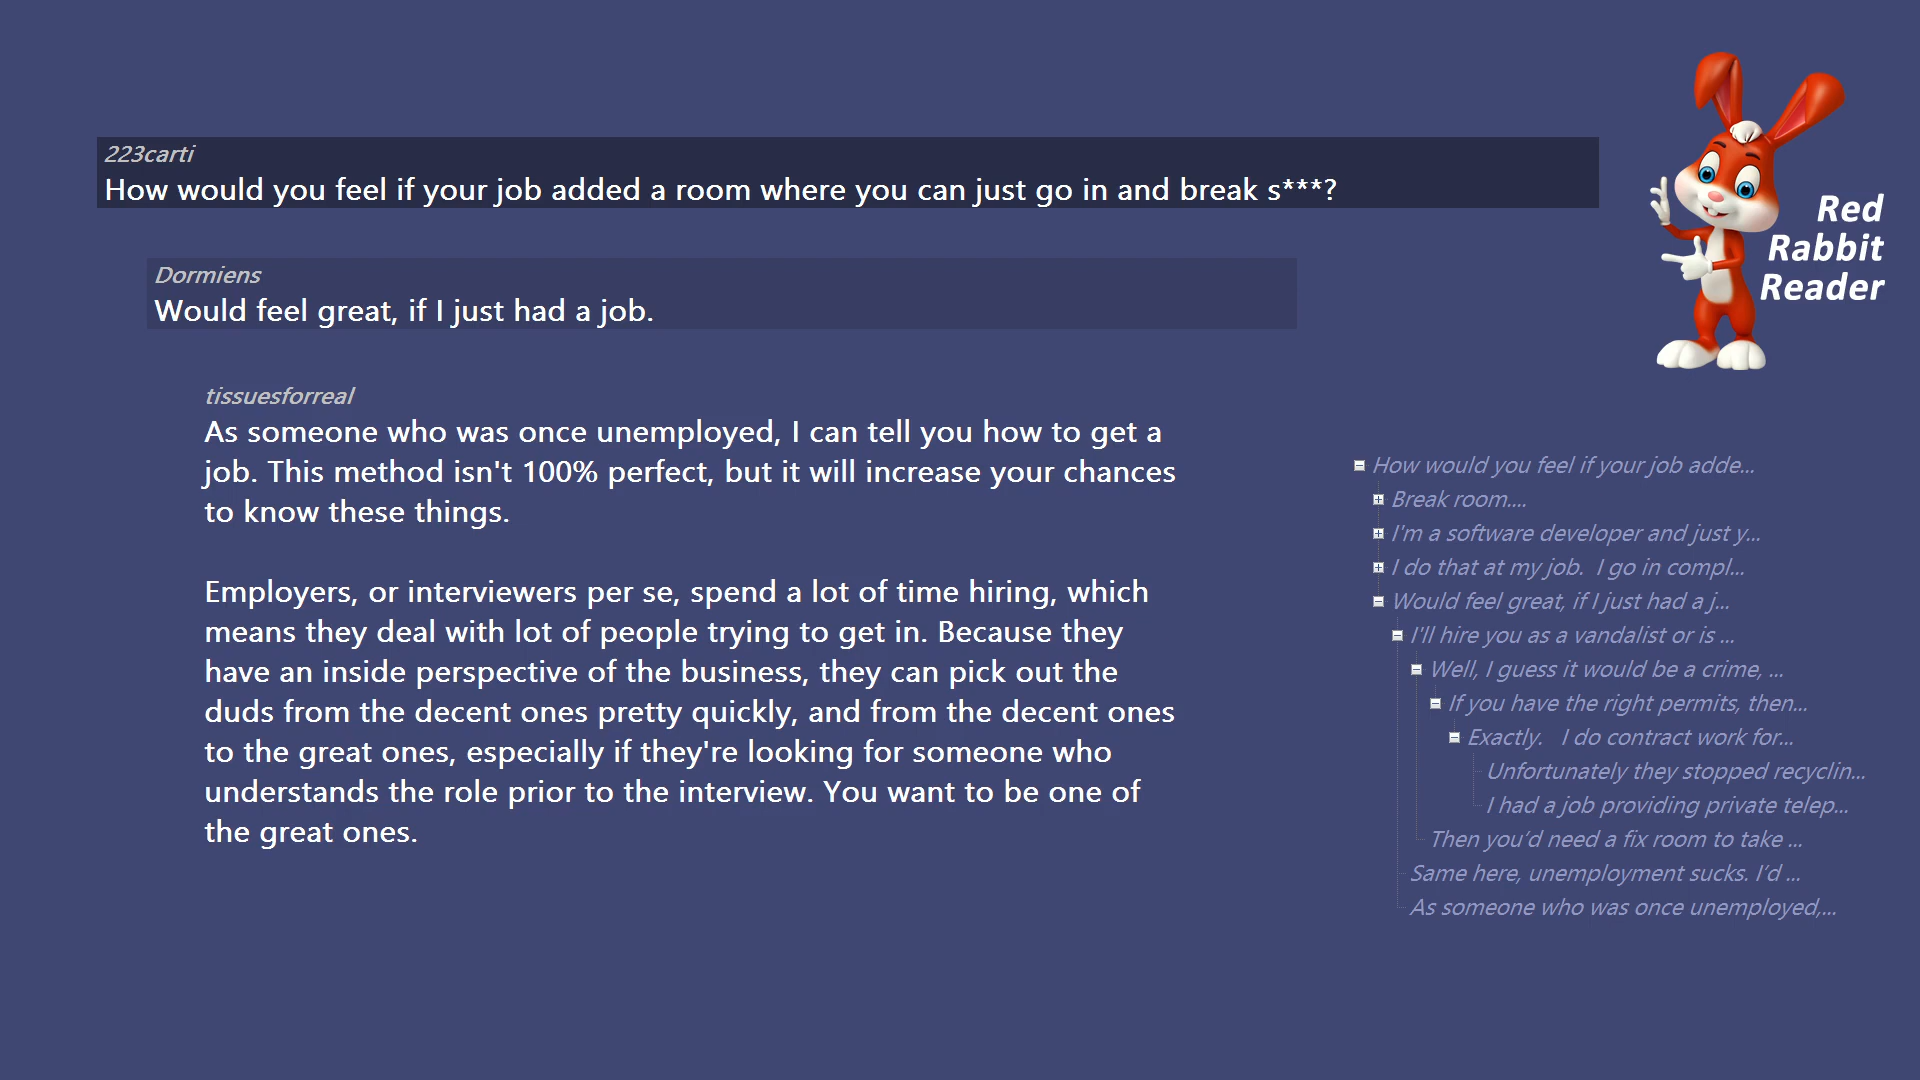 223carti
How would you feel if your job added a room where you can just go in and break s***?
Dormiens
Would feel great, if I just had a job.
tissuesforreal
As someone who was once unemployed, I can tell you how to get a
job. This method isn't 100% perfect, but it will increase your chances
to know these things.
Employers, or interviewers per se, spend a lot of time hiring, which
means they deal with lot of people trying to get in. Because they
have an inside perspective of the business, they can pick out the
duds from the decent ones pretty quickly, and from the decent ones
to the great ones, especially if they're looking for someone who
understands the role prior to the interview. You want to be one of
the great ones.
Red
Rabbit
Reader
How would you feel if your job adde...
Break room....
I'm a software developer and just y...
I do that at my job.  I go in compl...
Would feel great, if I just had a j...
I'll hire you as a vandalist or is ...
Well, I guess it would be a crime, ...
If you have the right permits, then...
Exactly.   I do contract work for...
Unfortunately they stopped recyclin...
I had a job providing private telep...
Then you’d need a fix room to take ...
Same here, unemployment sucks. I’d ...
As someone who was once unemployed,...